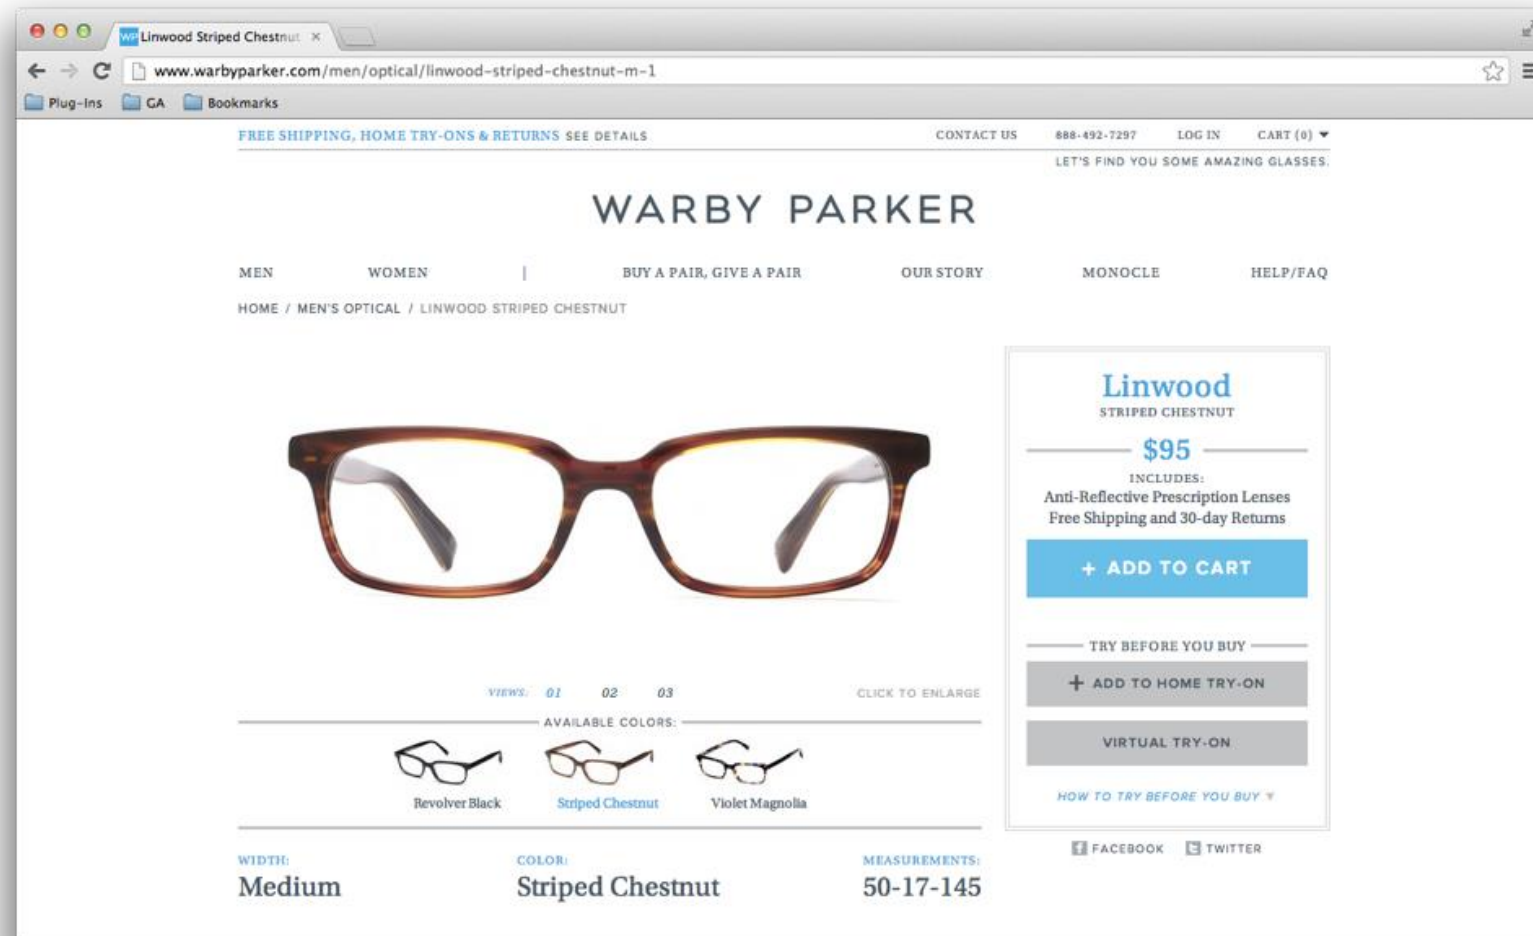 Linwood Striped Chestnut
www.warbyparker.com/men/optical/linwood-striped-chestnut-m-1
Plug-Ins GA Bookmarks
FREE SHIPPING, HOME TRY-ONS & RETURNS SEE DETAILS CONTACT US 888-492-7297 LOG IN CART (0)
LET'S FIND YOU SOME AMAZING GLASSES.
WARBY PARKER
MEN WOMEN | BUY A PAIR, GIVE A PAIR OUR STORY MONOCLE HELP/FAQ
HOME / MEN'S OPTICAL / LINWOOD STRIPED CHESTNUT
Linwood
STRIPED CHESTNUT
$95
INCLUDES:
Anti-Reflective Prescription Lenses
Free Shipping and 30-day Returns
+ ADD TO CART
TRY BEFORE YOU BUY
+ ADD TO HOME TRY-ON
VIRTUAL TRY-ON
HOW TO TRY BEFORE YOU BUY
FACEBOOK TWITTER
VIEWS: 01 02 03 CLICK TO ENLARGE
AVAILABLE COLORS:
Revolver Black Striped Chestnut Violet Magnolia
WIDTH: COLOR: MEASUREMENTS:
Medium Striped Chestnut 50-17-145